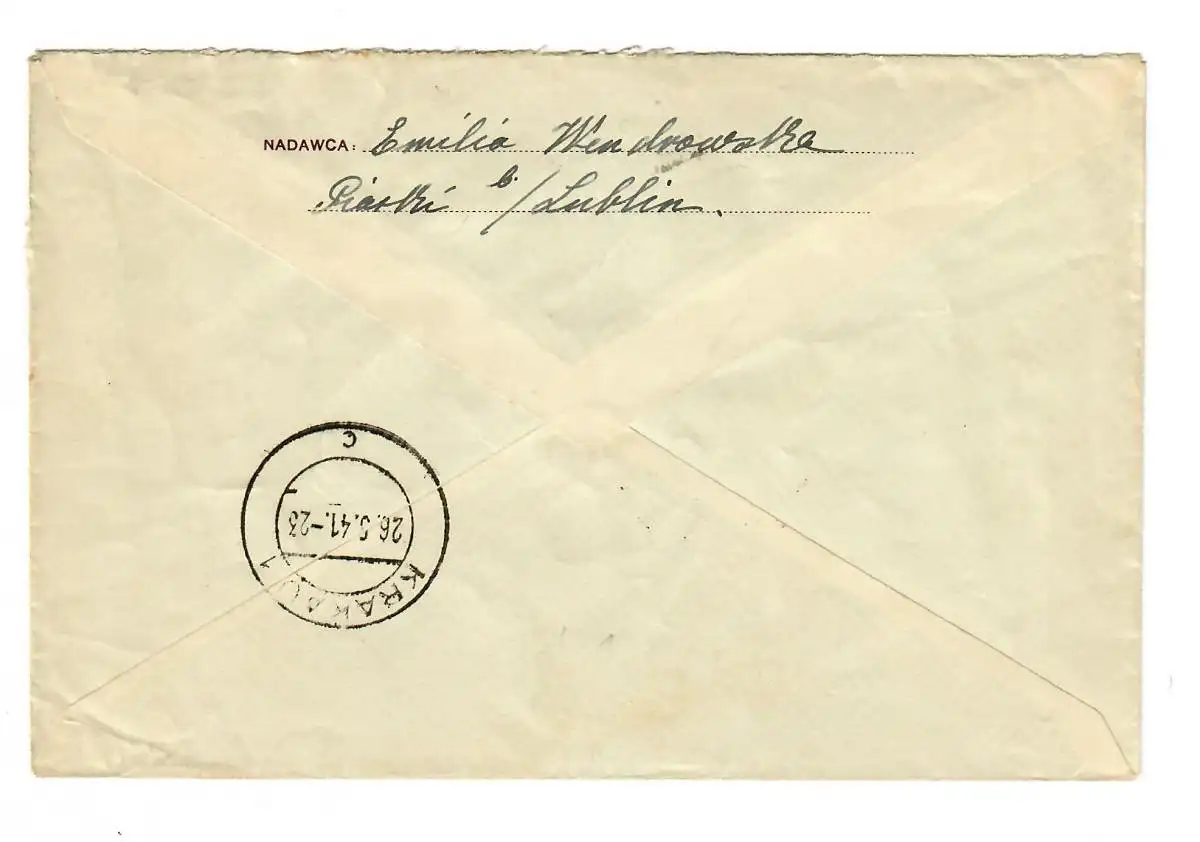 NADAWCA: Emilia Wendrowska
Piaski b. / Lublin.
C
26.5.41.-23
KRAKAU 1